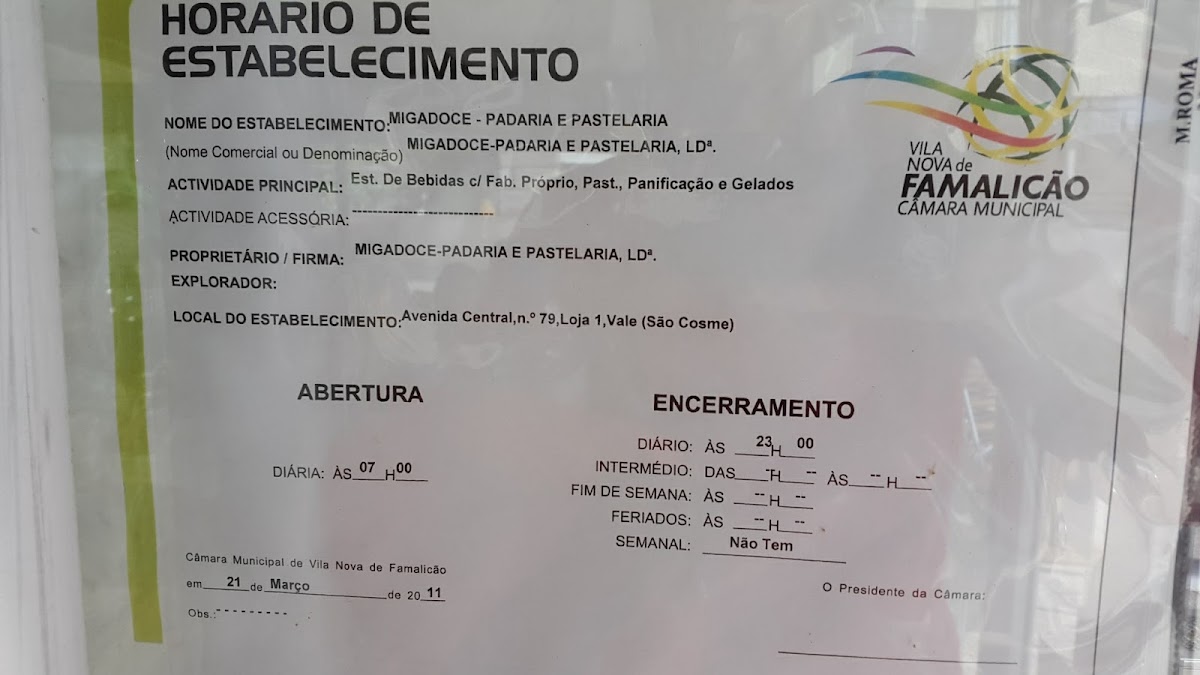 HORÁRIO DE
ESTABELECIMENTO
NOME DO ESTABELECIMENTO: MIGADOCE - PADARIA E PASTELARIA
(Nome Comercial ou Denominação) MIGADOCE-PADARIA E PASTELARIA, LDª.
ACTIVIDADE PRINCIPAL: Est. De Bebidas c/ Fab. Próprio, Past., Panificação e Gelados
ACTIVIDADE ACESSÓRIA: ---------------------------
PROPRIETÁRIO / FIRMA: MIGADOCE-PADARIA E PASTELARIA, LDª.
EXPLORADOR:
LOCAL DO ESTABELECIMENTO: Avenida Central,n.º 79,Loja 1,Vale (São Cosme)
VILA
NOVA de
FAMALICÃO
CÂMARA MUNICIPAL
M.ROMA
ABERTURA
DIÁRIA: ÀS 07 H 00
ENCERRAMENTO
DIÁRIO: ÀS 23 H 00
INTERMÉDIO: DAS -- H -- ÀS -- H --
FIM DE SEMANA: ÀS -- H --
FERIADOS: ÀS -- H --
SEMANAL: Não Tem
Câmara Municipal de Vila Nova de Famalicão
em 21 de Março de 20 11
Obs.: ---------
O Presidente da Câmara: